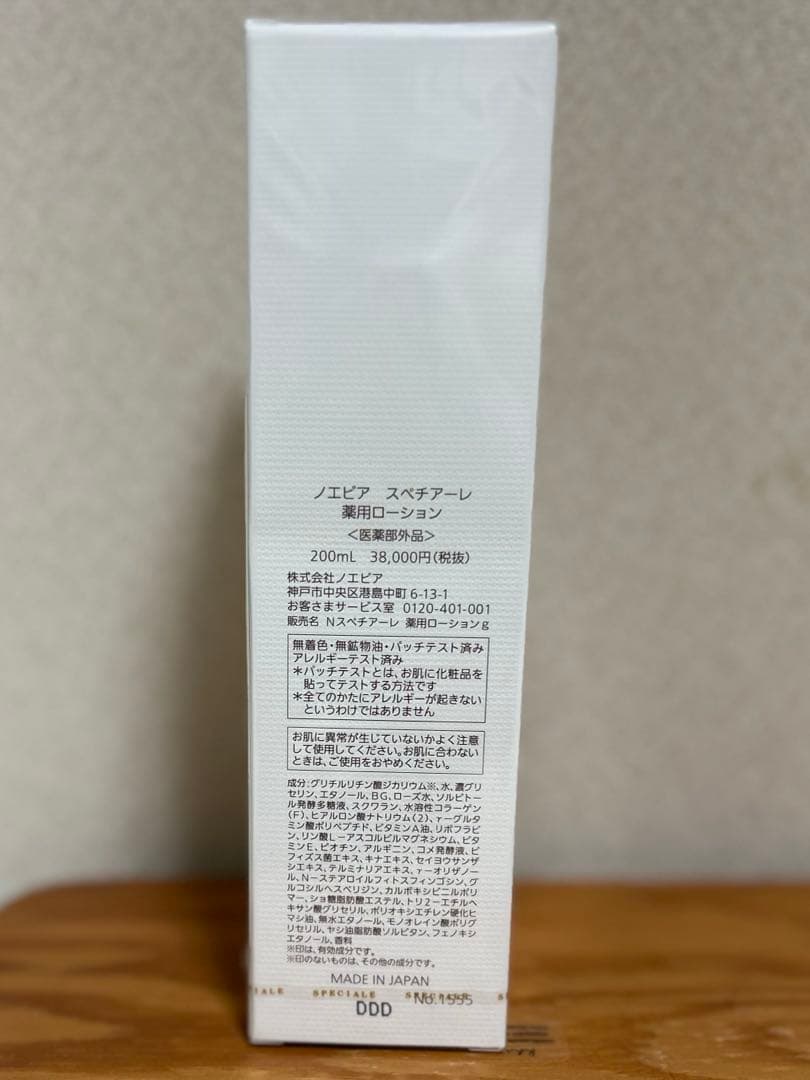 ノエビア　スペチアーレ
薬用ローション
＜医薬部外品＞
200mL　38,000円（税抜）
株式会社ノエビア
神戸市中央区港島中町 6-13-1
お客さまサービス室　0120-401-001
販売名　Nスペチアーレ　薬用ローションg
無着色・無鉱物油・パッチテスト済み
アレルギーテスト済み
＊パッチテストとは、お肌に化粧品を
貼ってテストする方法です
＊全てのかたにアレルギーが起きない
というわけではありません
お肌に異常が生じていないかよく注意
して使用してください。お肌に合わない
ときは、ご使用をおやめください。
成分：グリチルリチン酸ジカリウム※、水、濃グリ
セリン、エタノール、BG、ローズ水、ソルビトー
ル発酵多糖液、スクワラン、水溶性コラーゲン
（F）、ヒアルロン酸ナトリウム（2）、γーグルタ
ミン酸ポリペプチド、ビタミンA油、リボフラビ
ン、リン酸Lーアスコルビルマグネシウム、ビタ
ミンE、ビオチン、アルギニン、コメ発酵液、ビ
フィズス菌エキス、キナエキス、セイヨウサンザ
シエキス、テルミナリアエキス、γーオリザノー
ル、Nーステアロイルフィトスフィンゴシン、グ
ルコシルヘスペリジン、カルボキシビニルポリ
マー、ショ糖脂肪酸エステル、トリ2ーエチルヘ
キサン酸グリセリル、ポリオキシエチレン硬化ヒ
マシ油、無水エタノール、モノオレイン酸ポリグ
リセリル、ヤシ油脂肪酸ソルビタン、フェノキシ
エタノール、香料
※印は、有効成分です。
※印のないものは、その他の成分です。
MADE IN JAPAN
No.1555
IALE　SPECIALE　SPECIALE　S
DDD